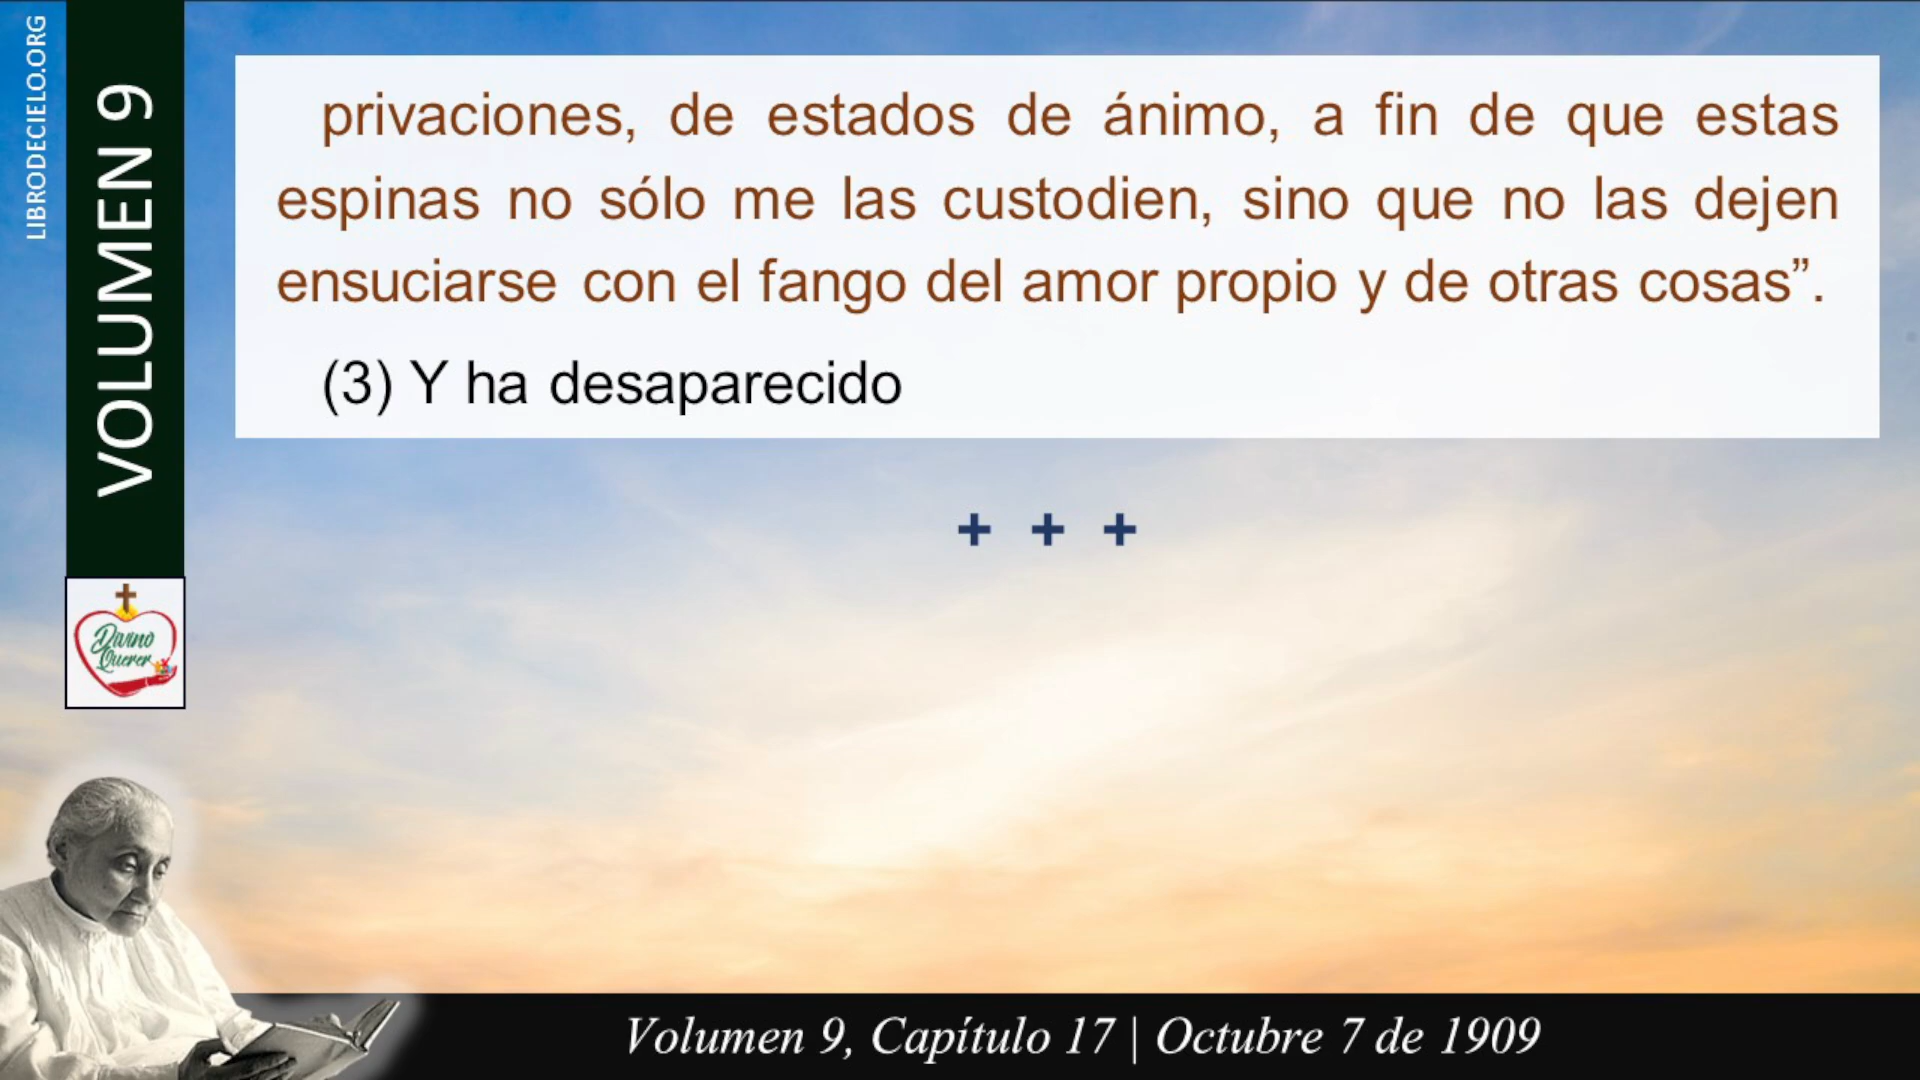 LIBRODECIELO.ORG
VOLUMEN 9
privaciones, de estados de ánimo, a fin de que estas
espinas no sólo me las custodien, sino que no las dejen
ensuciarse con el fango del amor propio y de otras cosas”.
(3) Y ha desaparecido
+ + +
Divino
Querer
Volumen 9, Capítulo 17 | Octubre 7 de 1909